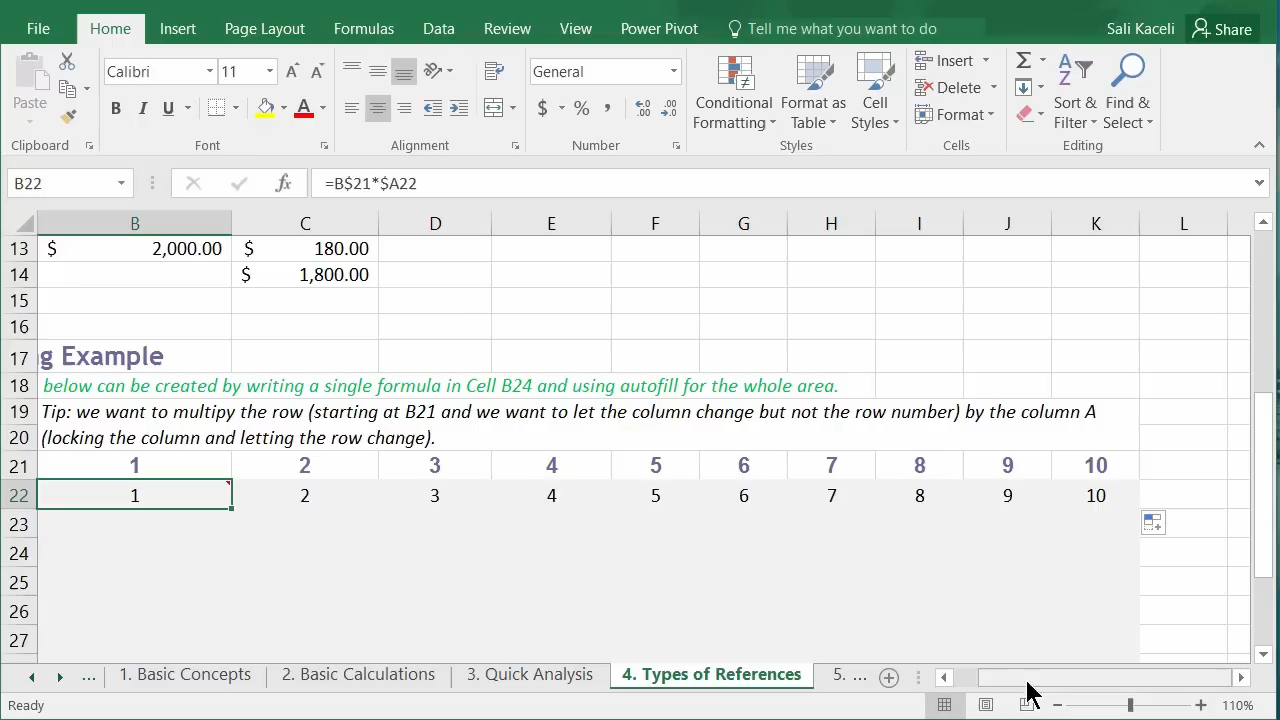 File Home Insert Page Layout Formulas Data Review View Power Pivot Tell me what you want to do Sali Kaceli Share
Paste Calibri 11 B I U A General $ % , Conditional Formatting Format as Table Cell Styles Insert Delete Format Sort & Filter Find & Select
Clipboard Font Alignment Number Styles Cells Editing
B22 fx =B$21*$A22
B C D E F G H I J K L
13 $ 2,000.00 $ 180.00
14 $ 1,800.00
15
16
17 g Example
18 below can be created by writing a single formula in Cell B24 and using autofill for the whole area.
19 Tip: we want to multipy the row (starting at B21 and we want to let the column change but not the row number) by the column A
20 (locking the column and letting the row change).
21 1 2 3 4 5 6 7 8 9 10
22 1 2 3 4 5 6 7 8 9 10
23
24
25
26
27
... 1. Basic Concepts 2. Basic Calculations 3. Quick Analysis 4. Types of References 5. ...
Ready 110%